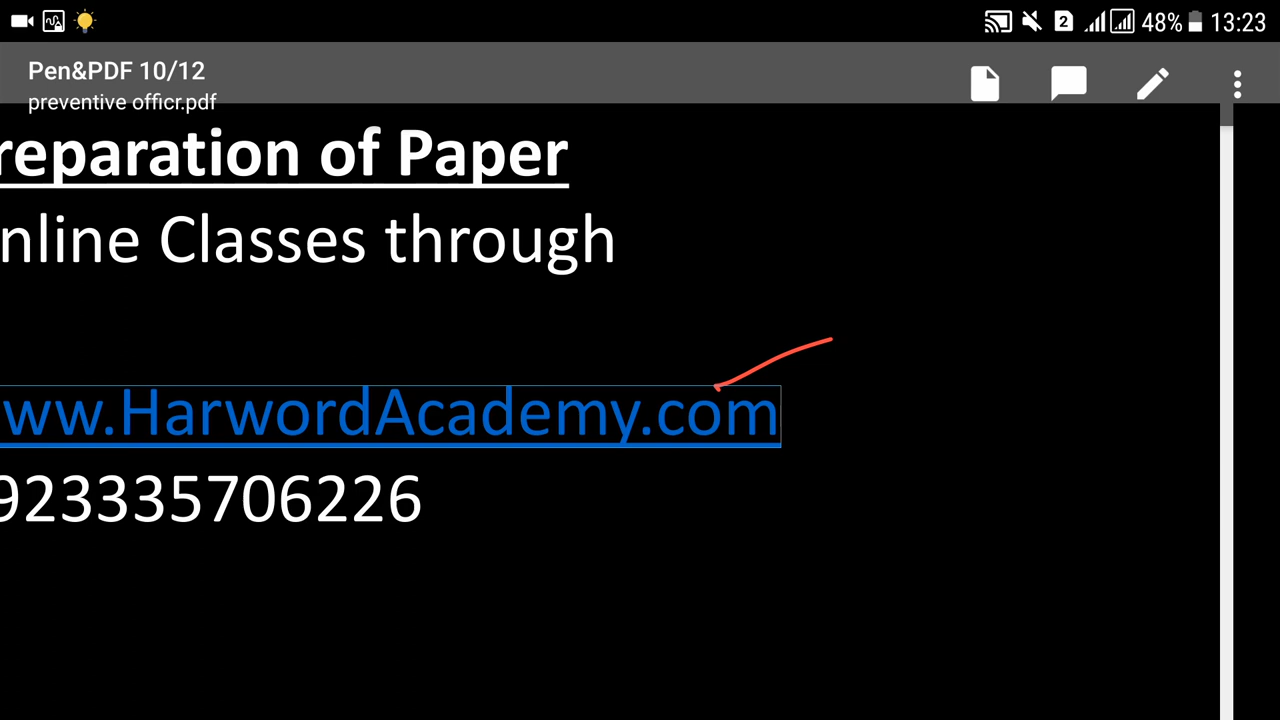 2 48% 13:23
Pen&PDF 10/12
preventive officr.pdf
reparation of Paper
nline Classes through
ww.HarwordAcademy.com
923335706226